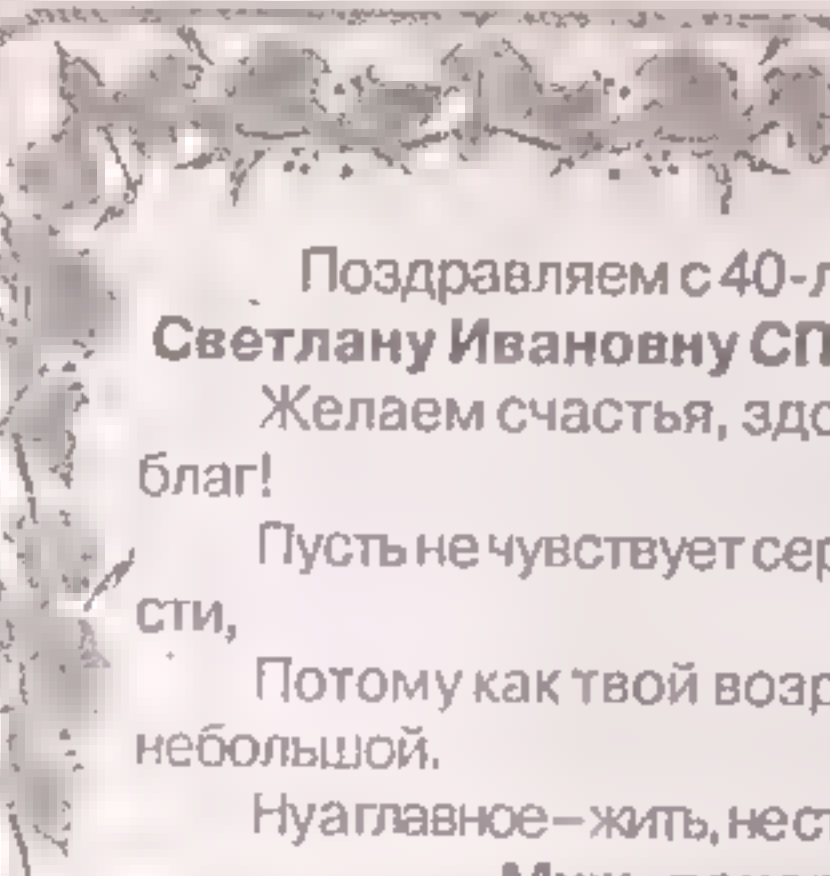 Поздравляем с 40-л
Светлану Ивановну СП
Желаем счастья, здо
благ!
Пусть не чувствует сер
сти,
Потому как твой возр
небольшой.
Ну а главное – жить, не ст